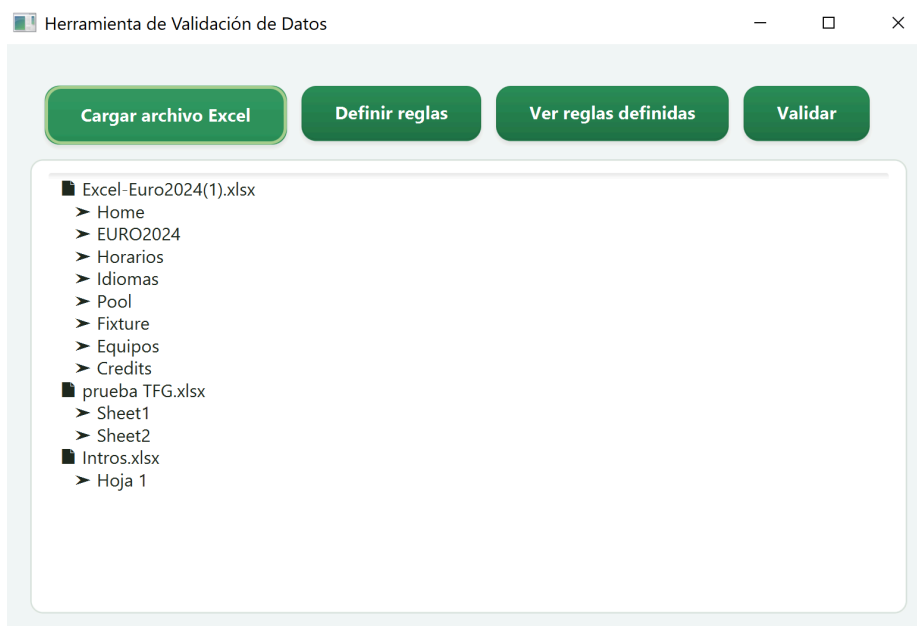 Herramienta de Validación de Datos
Cargar archivo Excel
Definir reglas
Ver reglas definidas
Validar
Excel-Euro2024(1).xlsx
➤ Home
➤ EURO2024
➤ Horarios
➤ Idiomas
➤ Pool
➤ Fixture
➤ Equipos
➤ Credits
prueba TFG.xlsx
➤ Sheet1
➤ Sheet2
Intros.xlsx
➤ Hoja 1